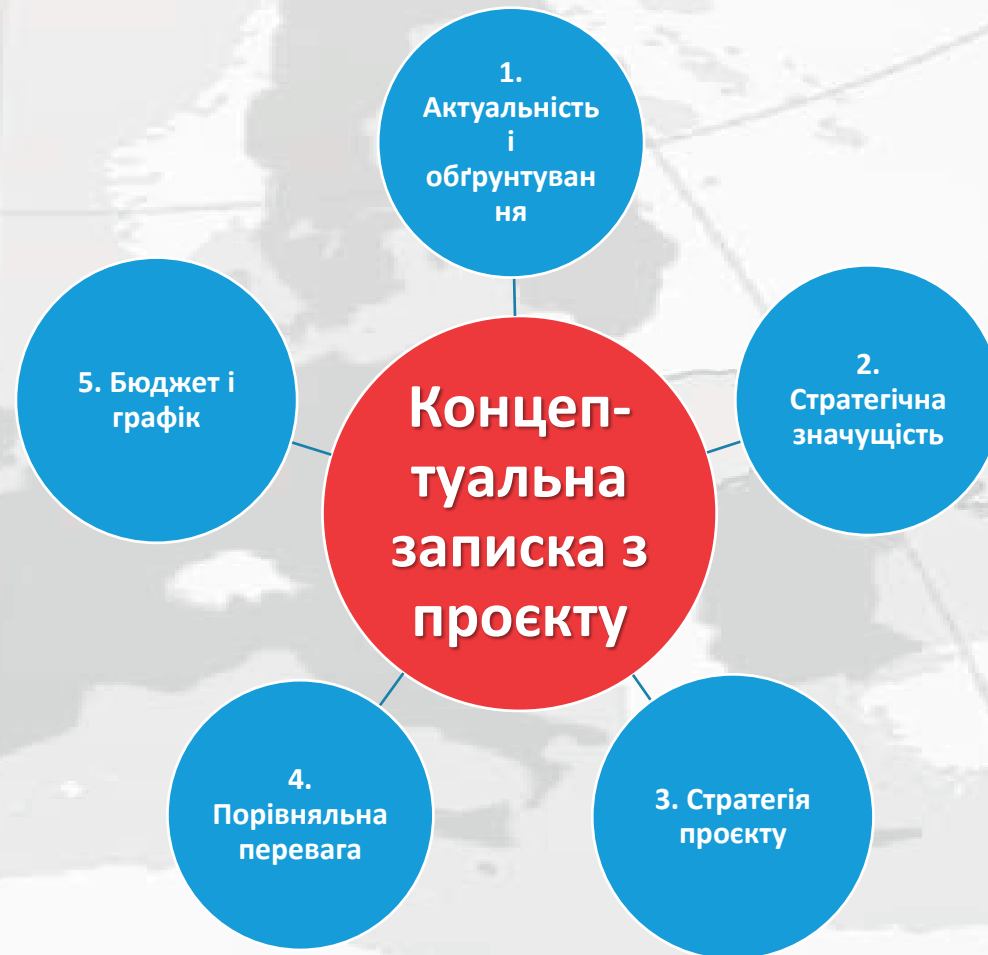 1.
Актуальність
і
обґрунтуван
ня
2.
Стратегічна
значущість
3. Стратегія
проєкту
4.
Порівняльна
перевага
5. Бюджет і
графік
Концеп-
туальна
записка з
проєкту